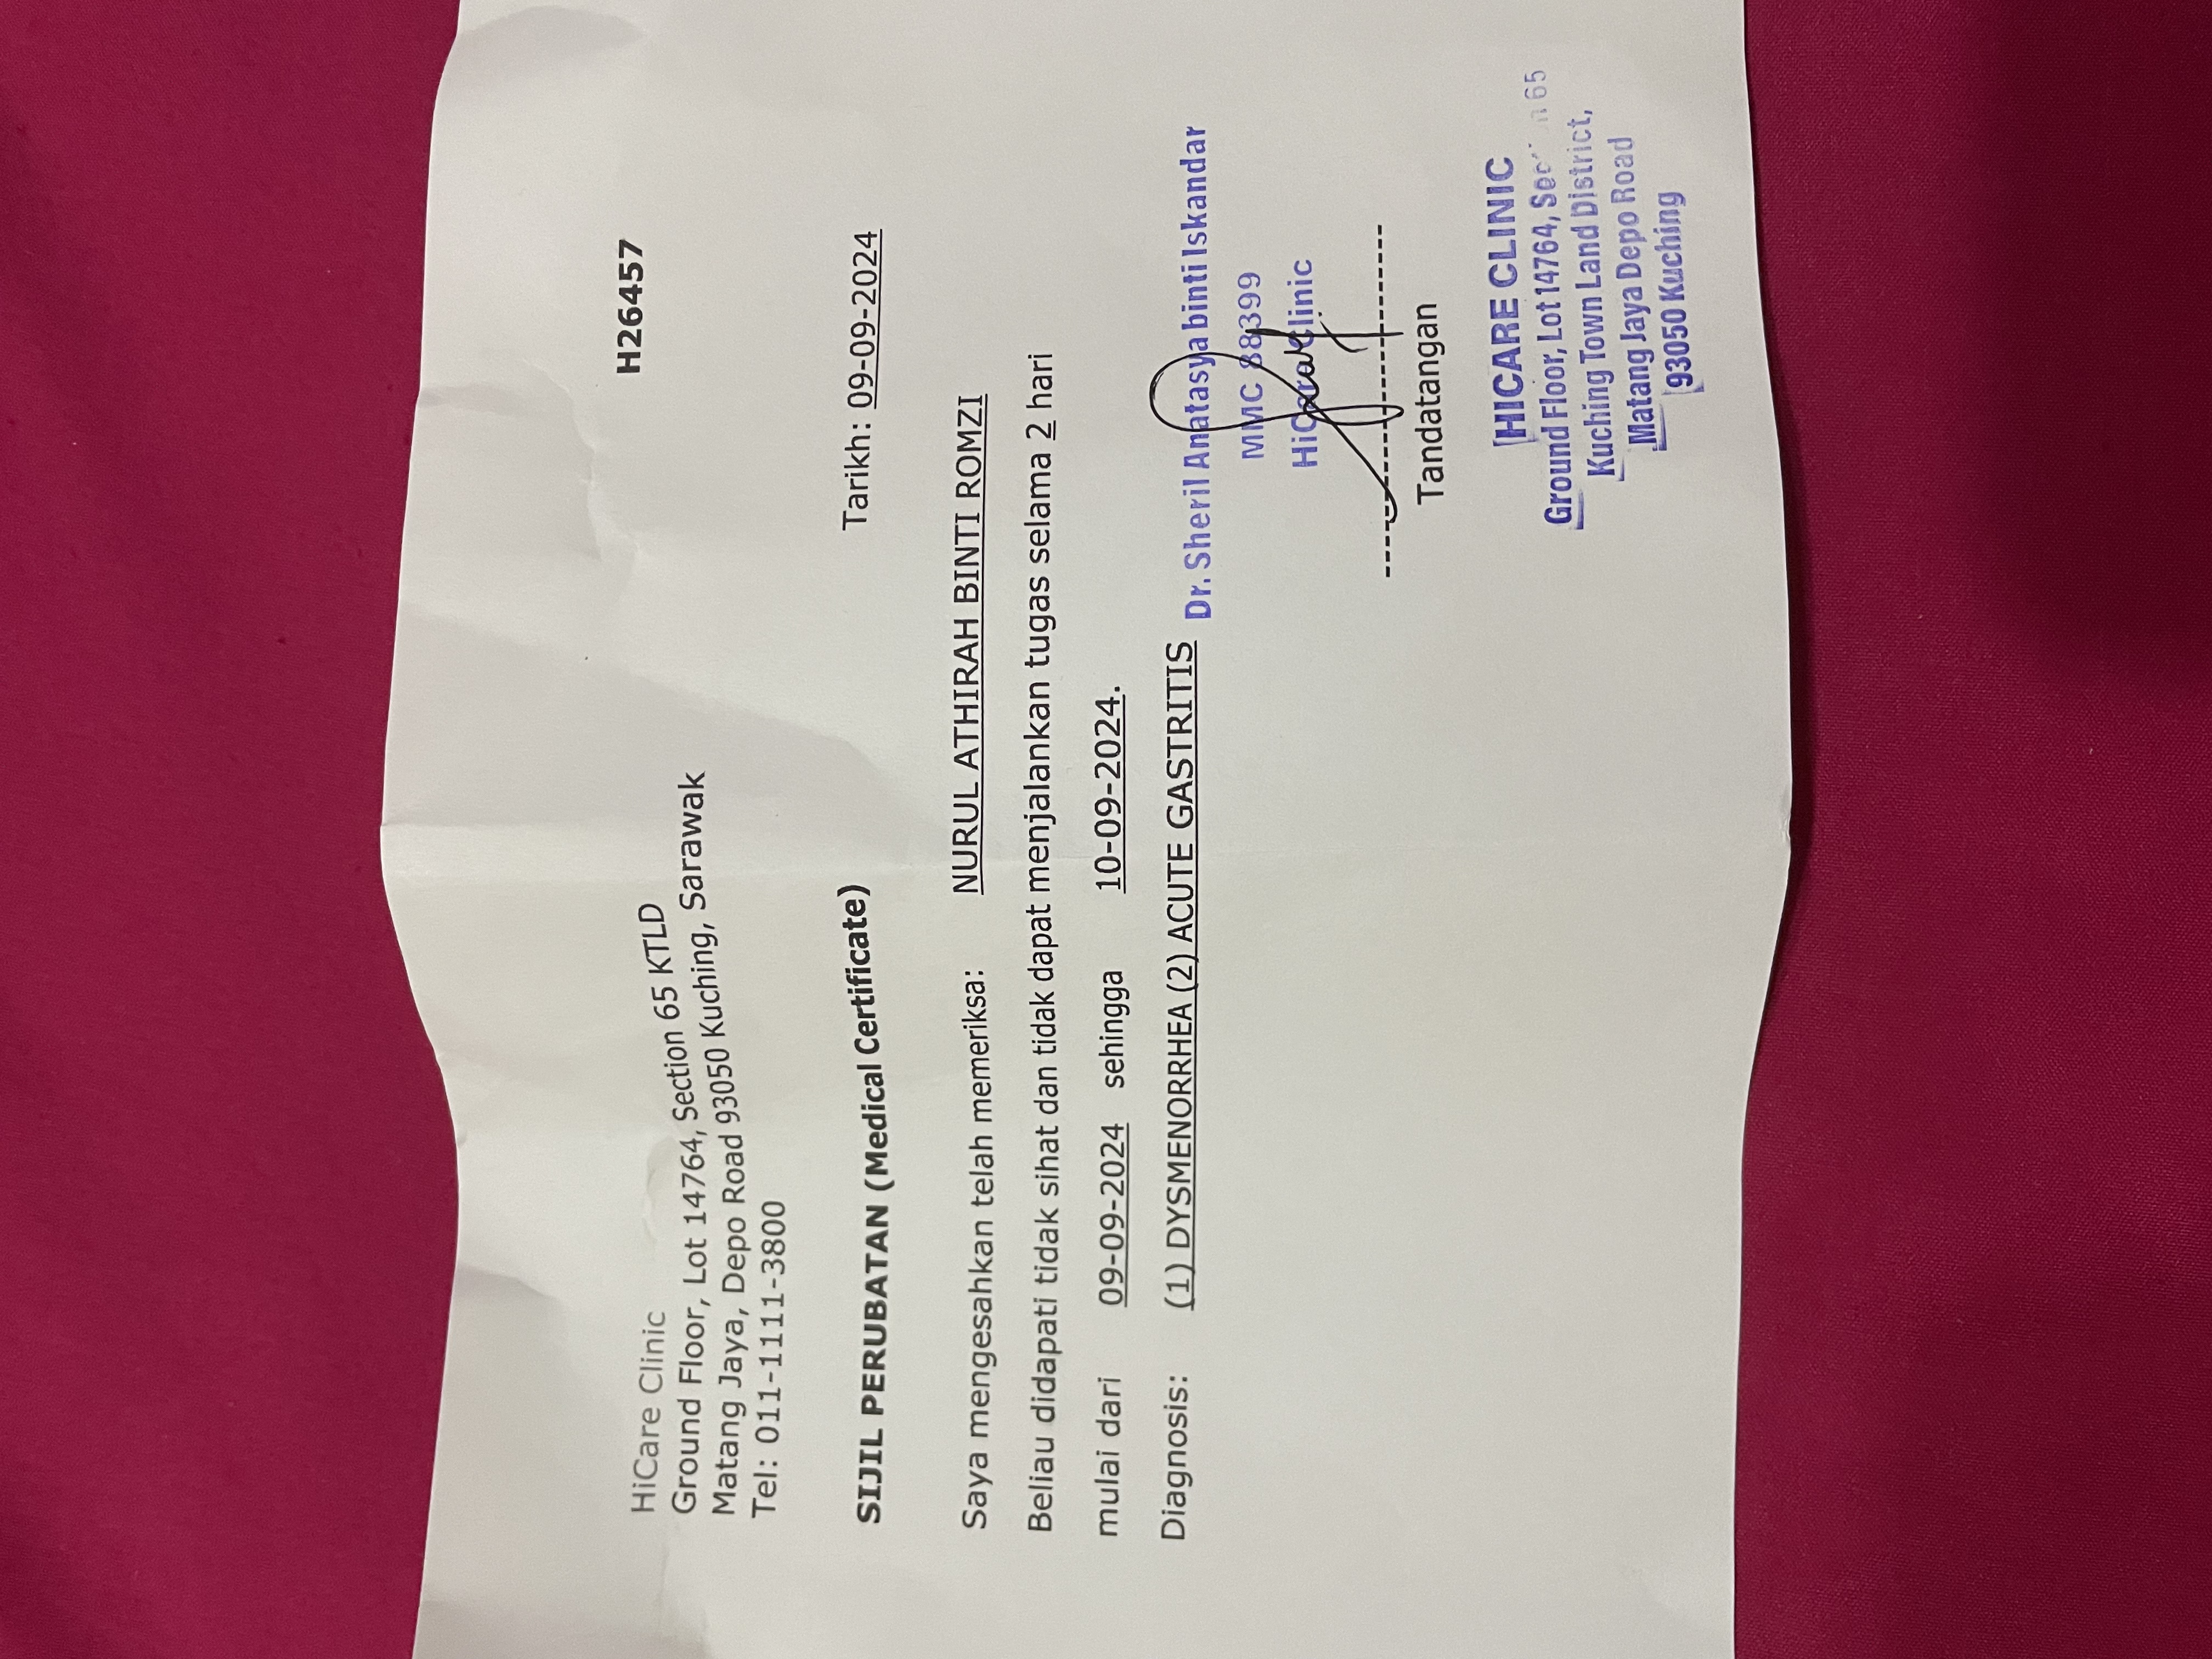 HiCare Clinic
Ground Floor, Lot 14764, Section 65 KTLD
Matang Jaya, Depo Road 93050 Kuching, Sarawak
Tel: 011-1111-3800
H26457
SIJIL PERUBATAN (Medical Certificate)
Tarikh: 09-09-2024
Saya mengesahkan telah memeriksa: NURUL ATHIRAH BINTI ROMZI
Beliau didapati tidak sihat dan tidak dapat menjalankan tugas selama 2 hari
mulai dari 09-09-2024 sehingga 10-09-2024.
Diagnosis: (1) DYSMENORRHEA (2) ACUTE GASTRITIS
Dr. Sheril Anatasya binti Iskandar
MMC 88399
HiCare Clinic
Tandatangan
HICARE CLINIC
Ground Floor, Lot 14764, Section 65
Kuching Town Land District,
Matang Jaya Depo Road
93050 Kuching